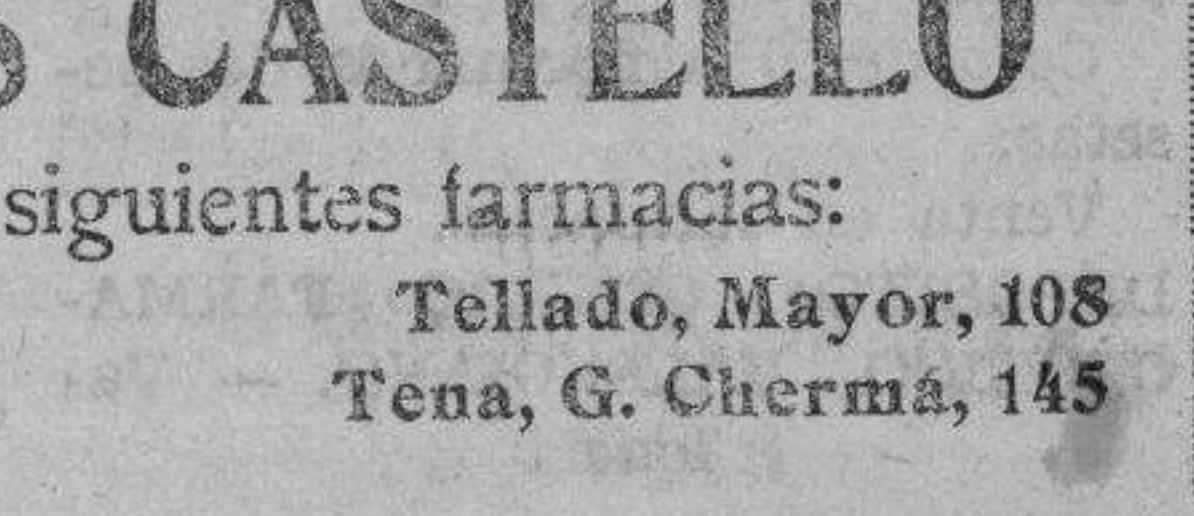 S CASTELLO
siguientes farmacias:
Tellado, Mayor, 108
Tena, G. Chermá, 145